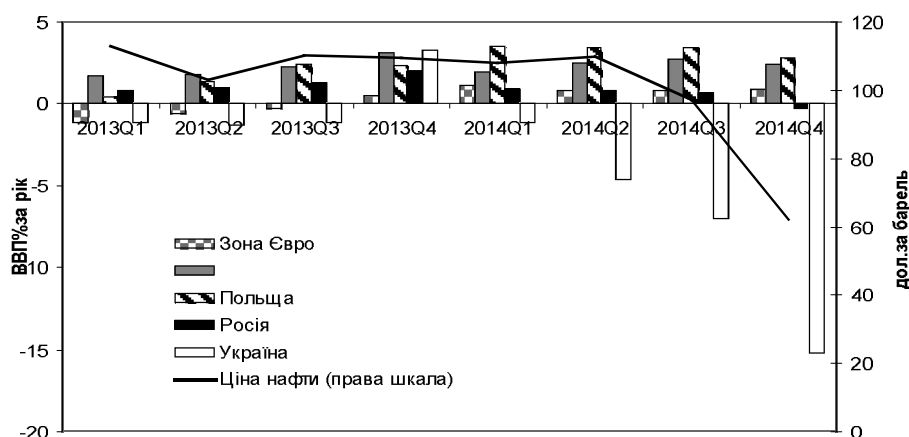 5
0
-5
-10
-15
-20
ВВП%за рік
2013Q1 2013Q2 2013Q3 2013Q4 2014Q1 2014Q2 2014Q3 2014Q4
Зона Євро
Польща
Росія
Україна
Ціна нафти (права шкала)
120
100
80
60
40
20
0
дол.за барель